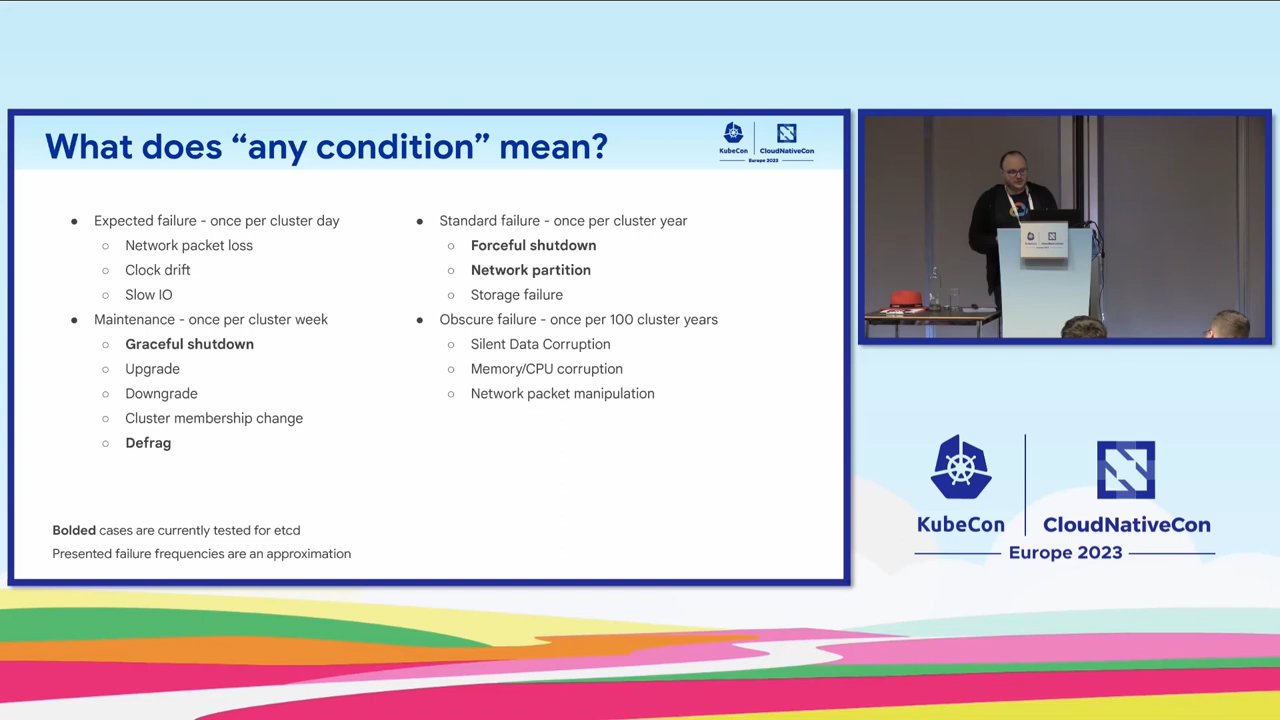 What does “any condition” mean?
KubeCon
CloudNativeCon
Europe 2023
● Expected failure - once per cluster day
○ Network packet loss
○ Clock drift
○ Slow IO
● Maintenance - once per cluster week
○ Graceful shutdown
○ Upgrade
○ Downgrade
○ Cluster membership change
○ Defrag
● Standard failure - once per cluster year
○ Forceful shutdown
○ Network partition
○ Storage failure
● Obscure failure - once per 100 cluster years
○ Silent Data Corruption
○ Memory/CPU corruption
○ Network packet manipulation
Bolded cases are currently tested for etcd
Presented failure frequencies are an approximation
KubeCon
CloudNativeCon
Europe 2023